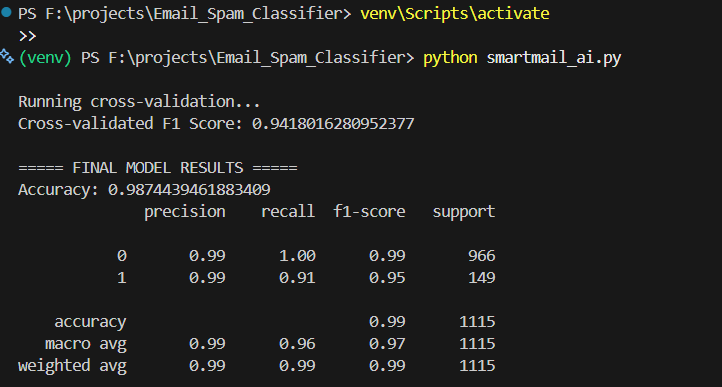 PS F:\projects\Email_Spam_Classifier> venv\Scripts\activate
>>
(venv) PS F:\projects\Email_Spam_Classifier> python smartmail_ai.py
Running cross-validation...
Cross-validated F1 Score: 0.9418016280952377
===== FINAL MODEL RESULTS =====
Accuracy: 0.9874439461883409
precision recall f1-score support
0 0.99 1.00 0.99 966
1 0.99 0.91 0.95 149
accuracy 0.99 1115
macro avg 0.99 0.96 0.97 1115
weighted avg 0.99 0.99 0.99 1115